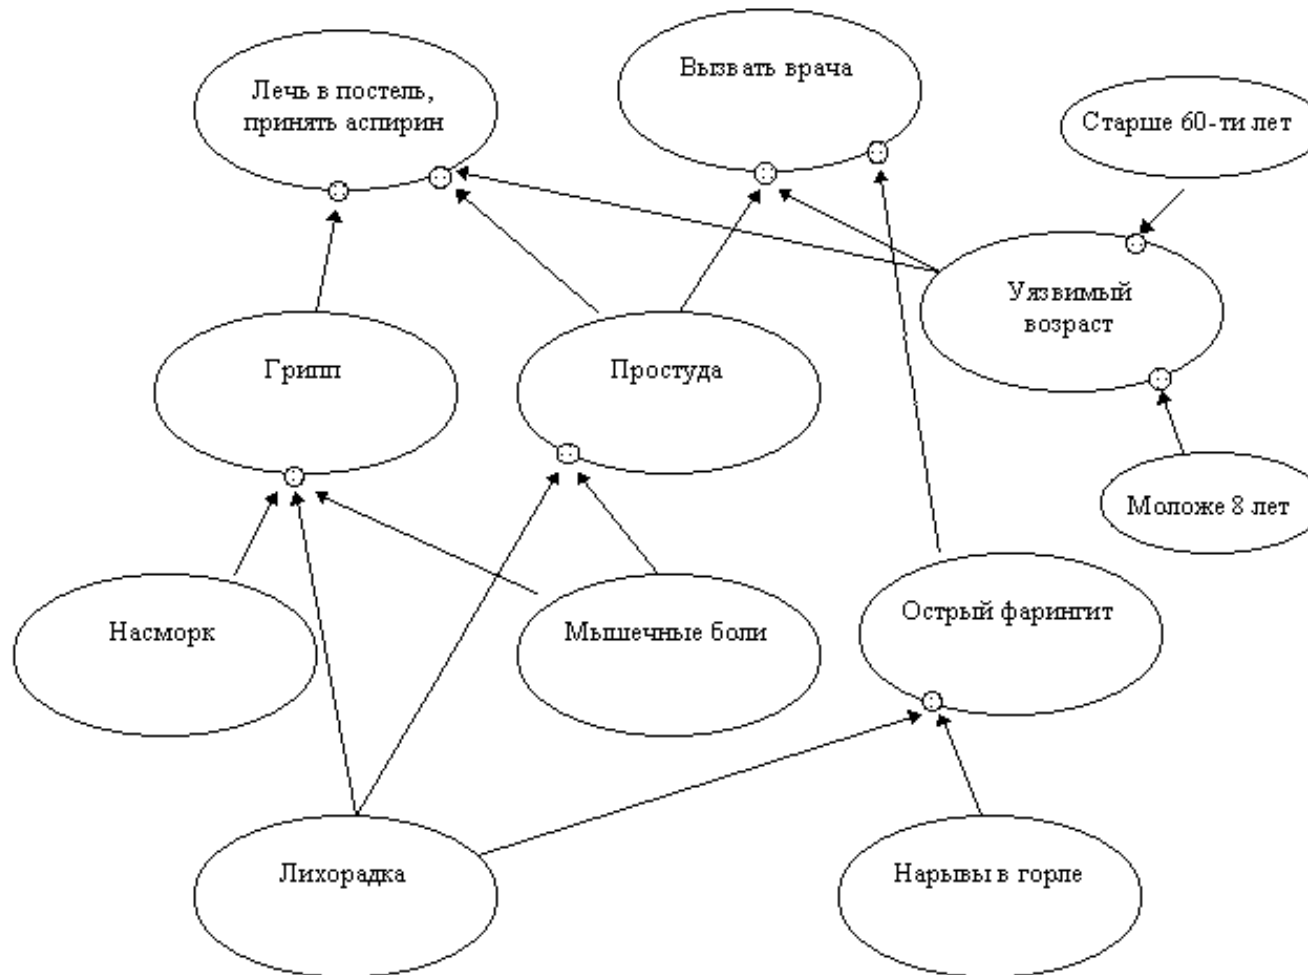 Лечь в постель,
принять аспирин
Вызвать врача
Старше 60-ти лет
Уязвимый
возраст
Грипп
Простуда
Моложе 8 лет
Насморк
Мышечные боли
Острый фарингит
Лихорадка
Нарывы в горле